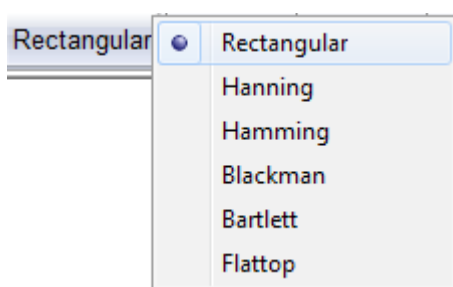 Rectangular
Rectangular
Hanning
Hamming
Blackman
Bartlett
Flattop